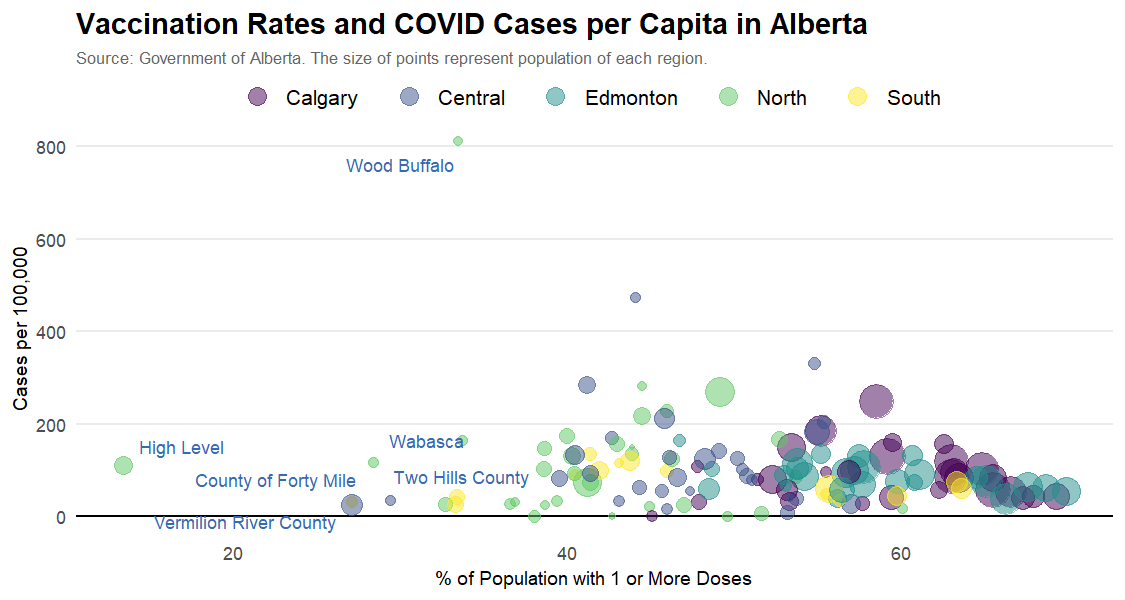 Vaccination Rates and COVID Cases per Capita in Alberta
Source: Government of Alberta. The size of points represent population of each region.
Calgary Central Edmonton North South
800
Wood Buffalo
600
400
200
High Level
Wabasca
County of Forty Mile
Two Hills County
Vermilion River County
0
20 40 60
Cases per 100,000
% of Population with 1 or More Doses